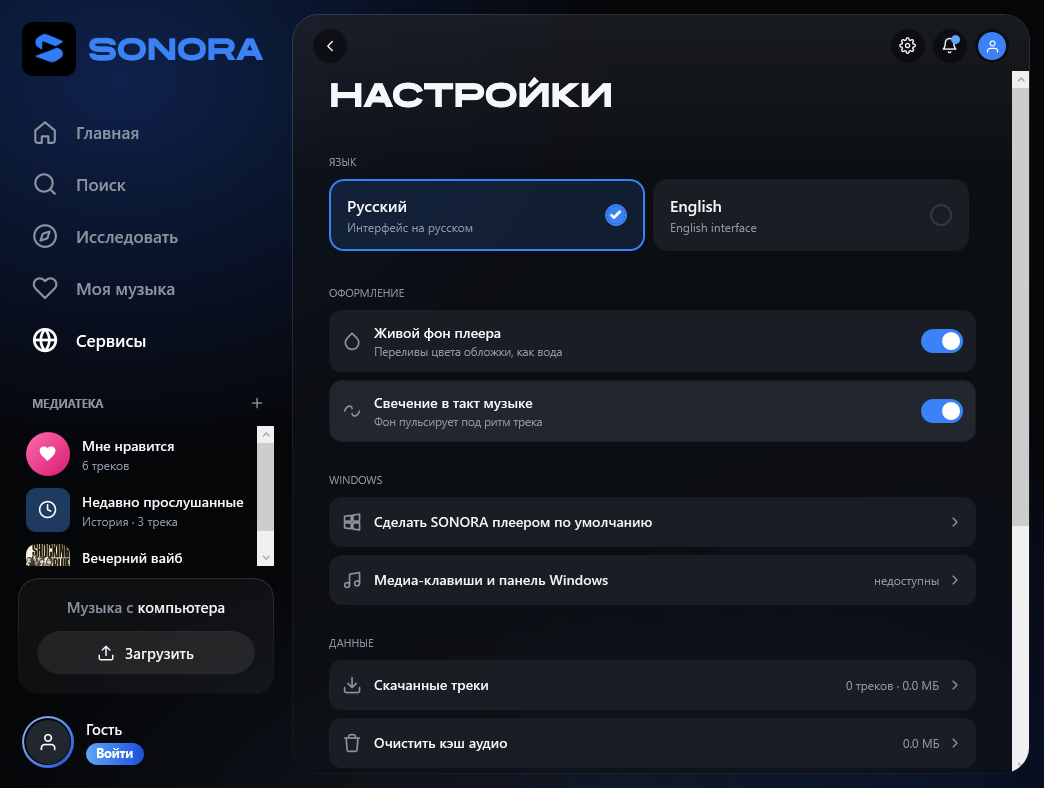 SONORA
Главная
Поиск
Исследовать
Моя музыка
Сервисы
МЕДИАТЕКА
Мне нравится
6 треков
Недавно прослушанные
История · 3 трека
Вечерний вайб
Музыка с компьютера
Загрузить
Гость
Войти
НАСТРОЙКИ
ЯЗЫК
Русский
Интерфейс на русском
English
English interface
ОФОРМЛЕНИЕ
Живой фон плеера
Переливы цвета обложки, как вода
Свечение в такт музыке
Фон пульсирует под ритм трека
WINDOWS
Сделать SONORA плеером по умолчанию
Медиа-клавиши и панель Windows
недоступны
ДАННЫЕ
Скачанные треки
0 треков · 0.0 МБ
Очистить кэш аудио
0.0 МБ